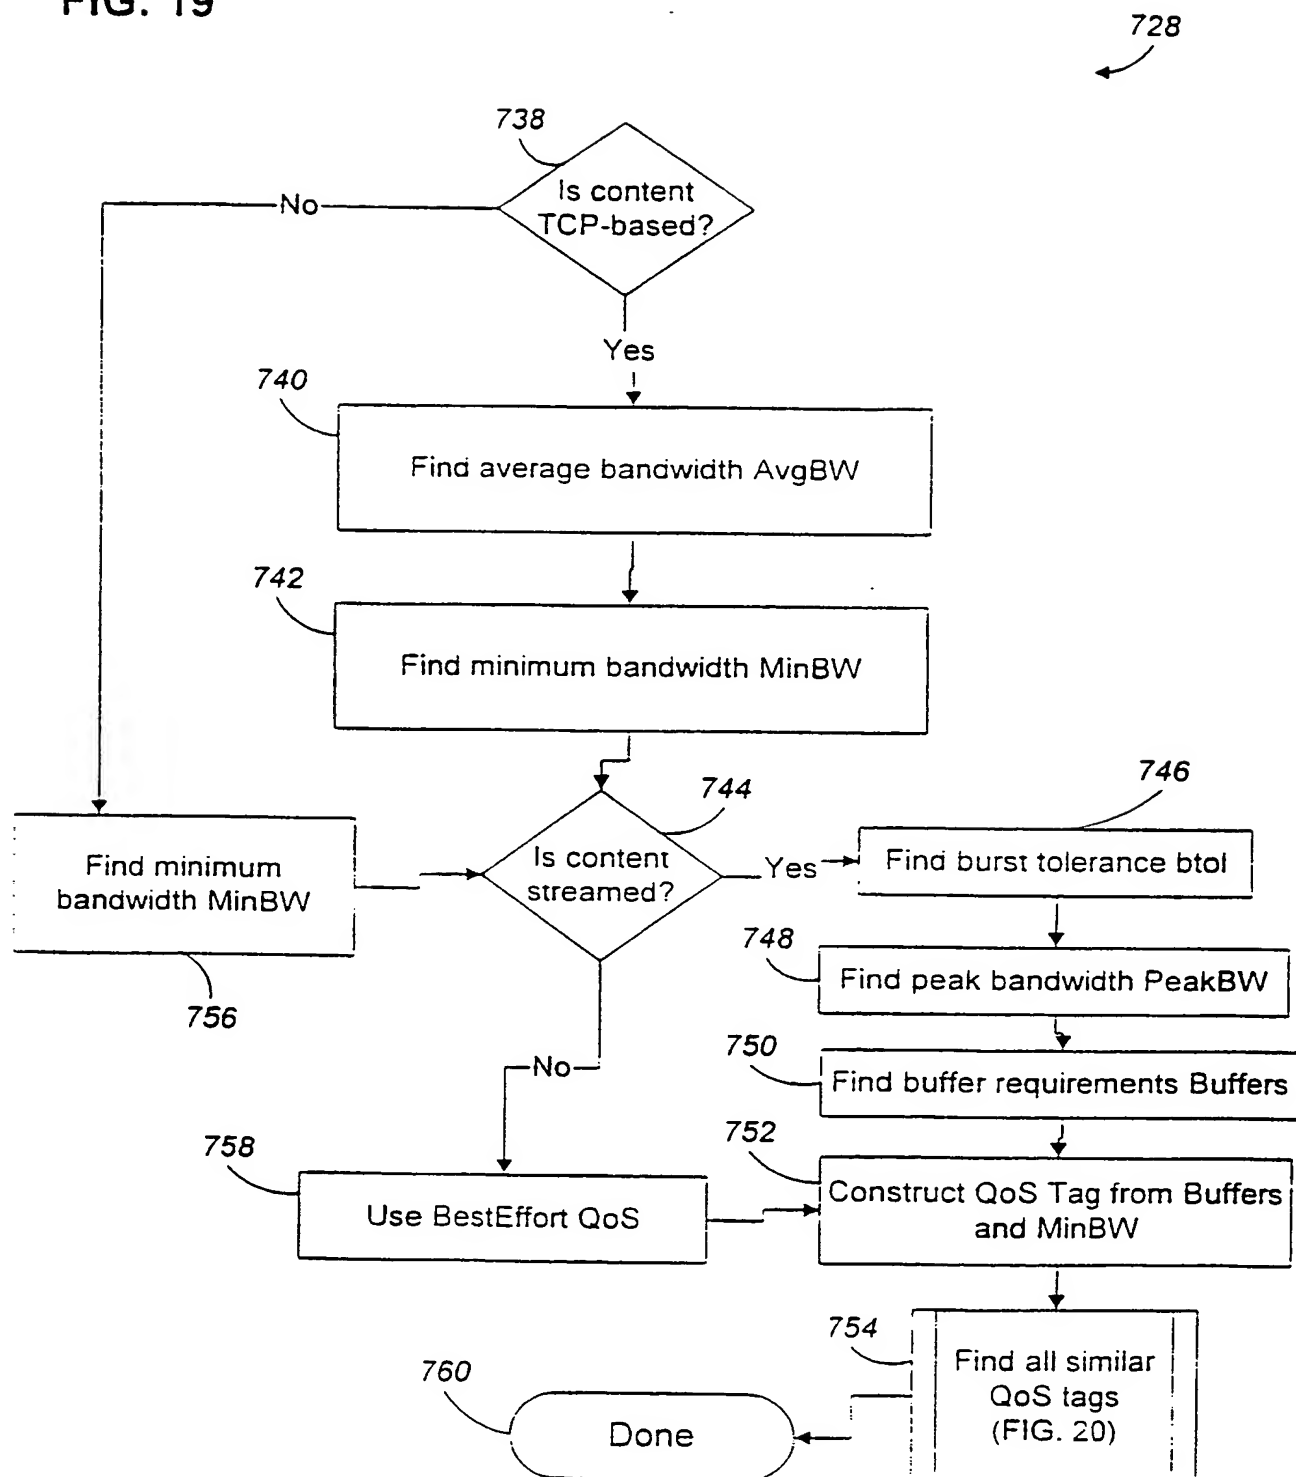 FIG. 19
728
738
Is content
TCP-based?
No
Yes
740
Find average bandwidth AvgBW
742
Find minimum bandwidth MinBW
744
746
Find minimum
bandwidth MinBW
Is content
streamed?
Yes
Find burst tolerance btol
748
Find peak bandwidth PeakBW
756
750
No
Find buffer requirements Buffers
758
752
Use BestEffort QoS
Construct QoS Tag from Buffers
and MinBW
754
Find all similar
QoS tags
(FIG. 20)
760
Done